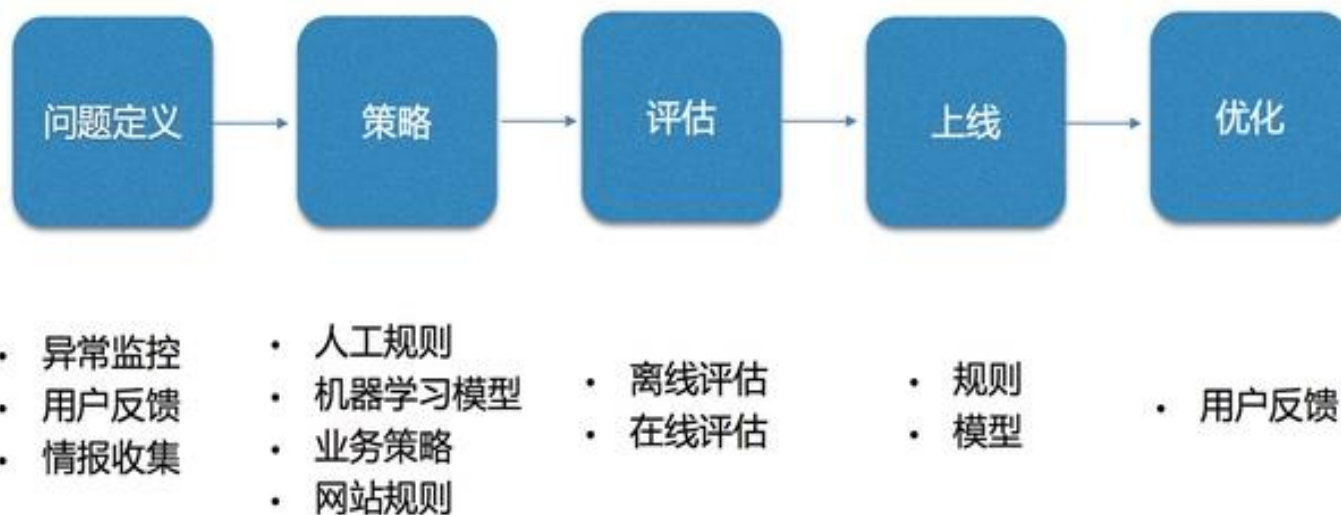 问题定义
策略
评估
上线
优化
• 异常监控
• 用户反馈
• 情报收集
• 人工规则
• 机器学习模型
• 业务策略
• 网站规则
• 离线评估
• 在线评估
• 规则
• 模型
• 用户反馈